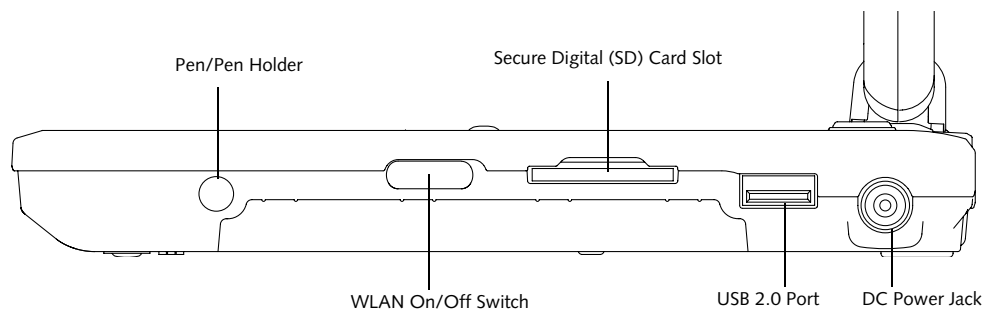 Pen/Pen Holder
Secure Digital (SD) Card Slot
WLAN On/Off Switch
USB 2.0 Port
DC Power Jack